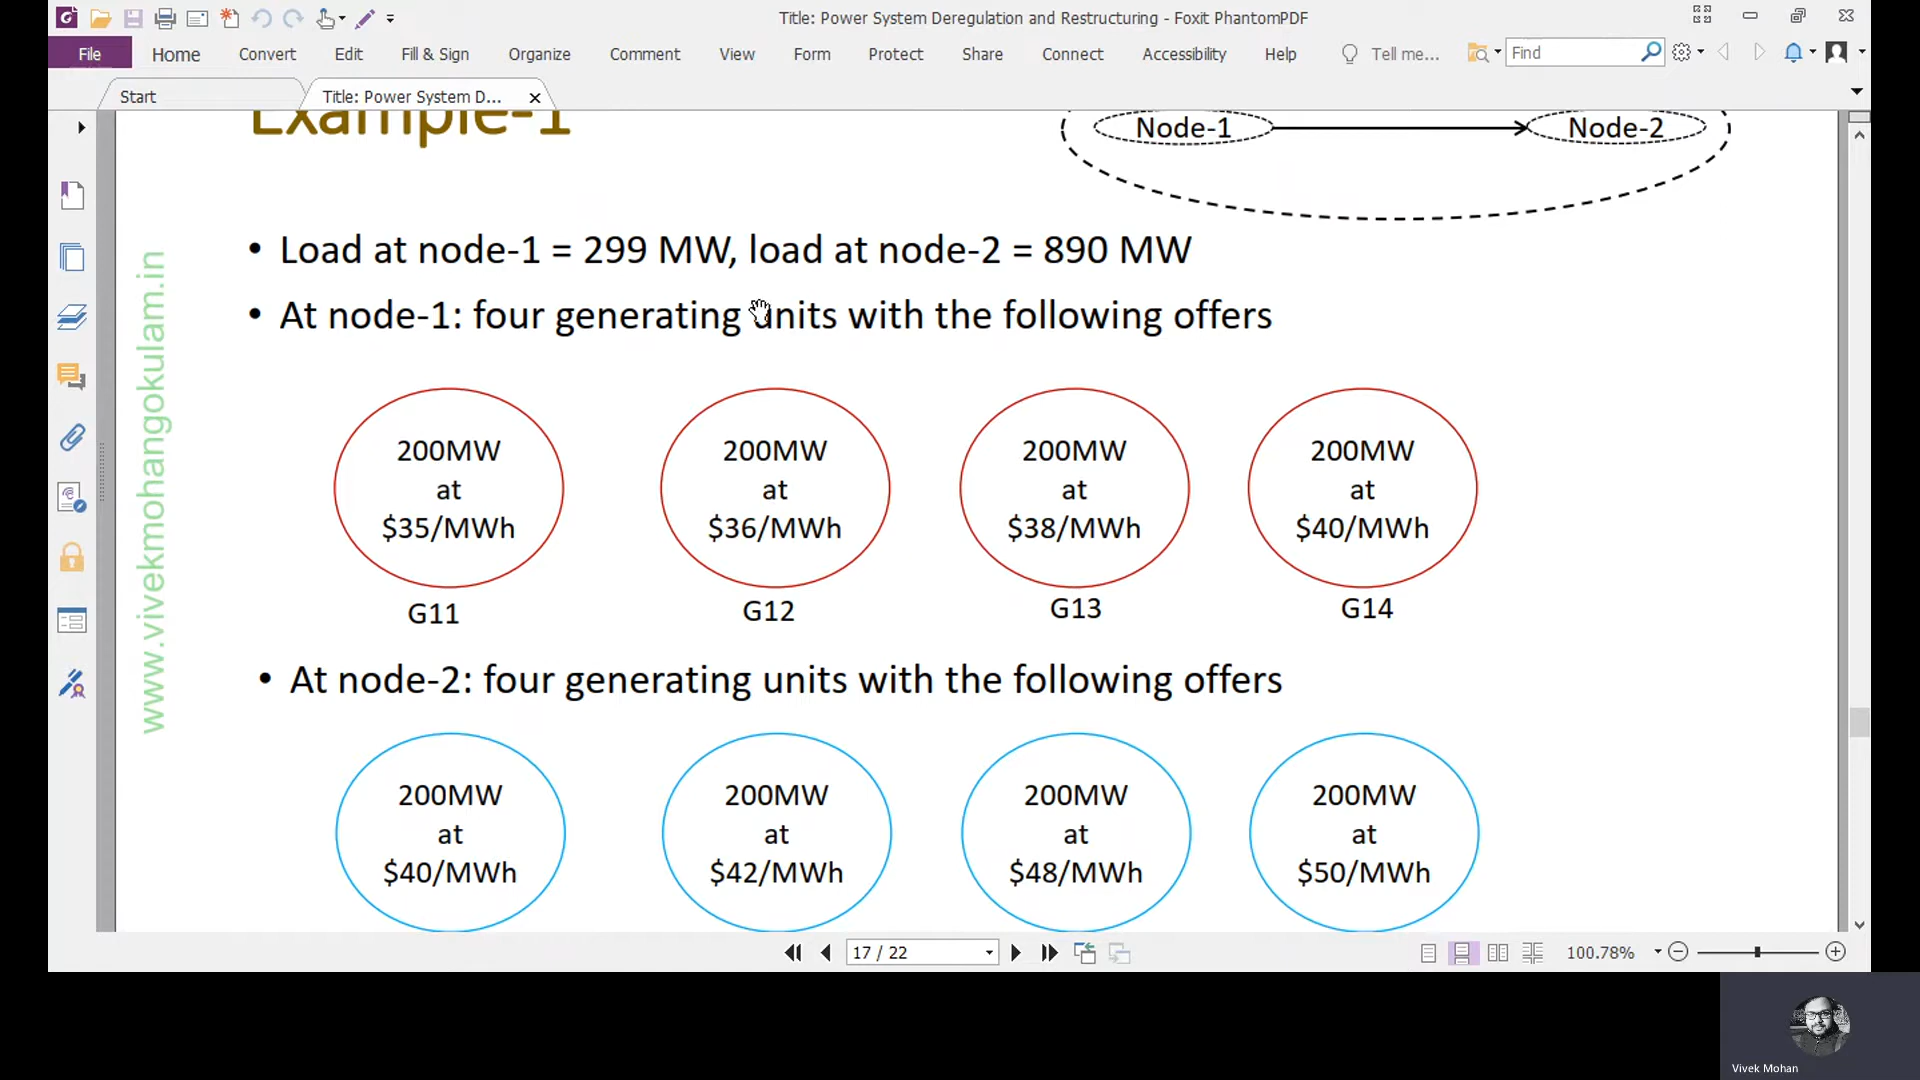 Title: Power System Deregulation and Restructuring - Foxit PhantomPDF
File Home Convert Edit Fill & Sign Organize Comment View Form Protect Share Connect Accessibility Help Tell me... Find
Start Title: Power System D...
Example-1
Node-1 Node-2
• Load at node-1 = 299 MW, load at node-2 = 890 MW
• At node-1: four generating units with the following offers
200MW at $35/MWh
200MW at $36/MWh
200MW at $38/MWh
200MW at $40/MWh
G11 G12 G13 G14
• At node-2: four generating units with the following offers
200MW at $40/MWh
200MW at $42/MWh
200MW at $48/MWh
200MW at $50/MWh
www.vivekmohangokulam.in
17 / 22 100.78%
Vivek Mohan